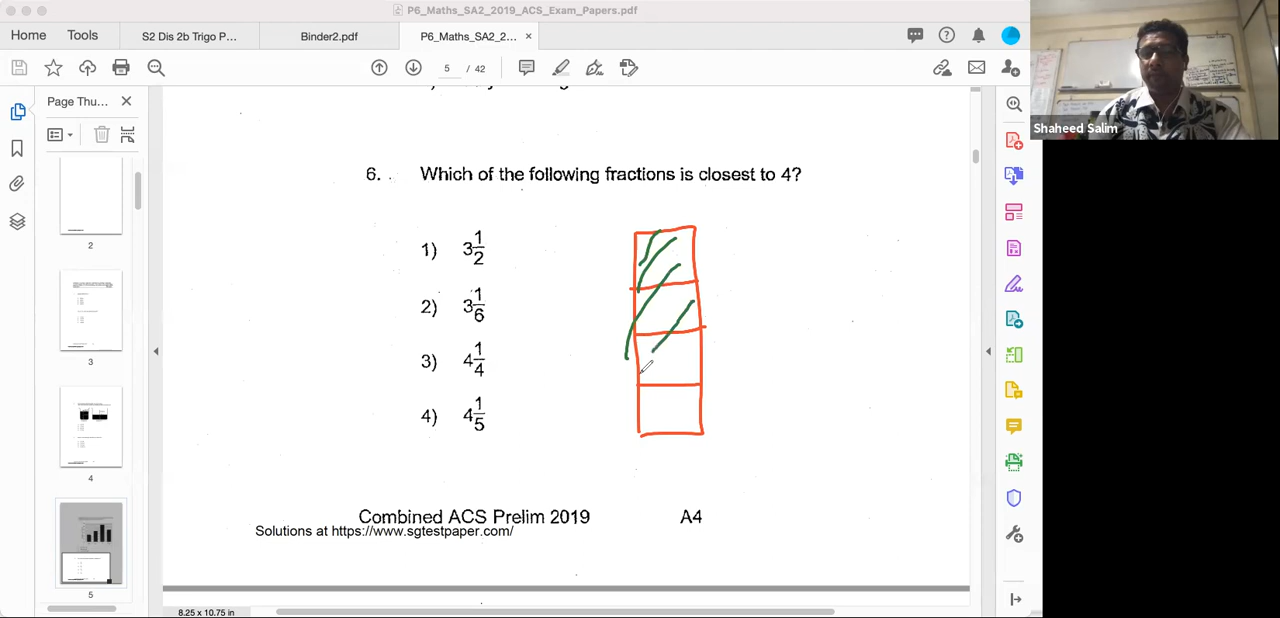 P6_Maths_SA2_2019_ACS_Exam_Papers.pdf
Home Tools S2 Dis 2b Trigo P... Binder2.pdf P6_Maths_SA2_2... ×
5 / 42
Page Thu...
6. Which of the following fractions is closest to 4?
1) 3 1/2
2) 3 1/6
3) 4 1/4
4) 4 1/5
Combined ACS Prelim 2019 A4
Solutions at https://www.sgtestpaper.com/
2
3
4
5
8.25 x 10.75 in
Shaheed Salim